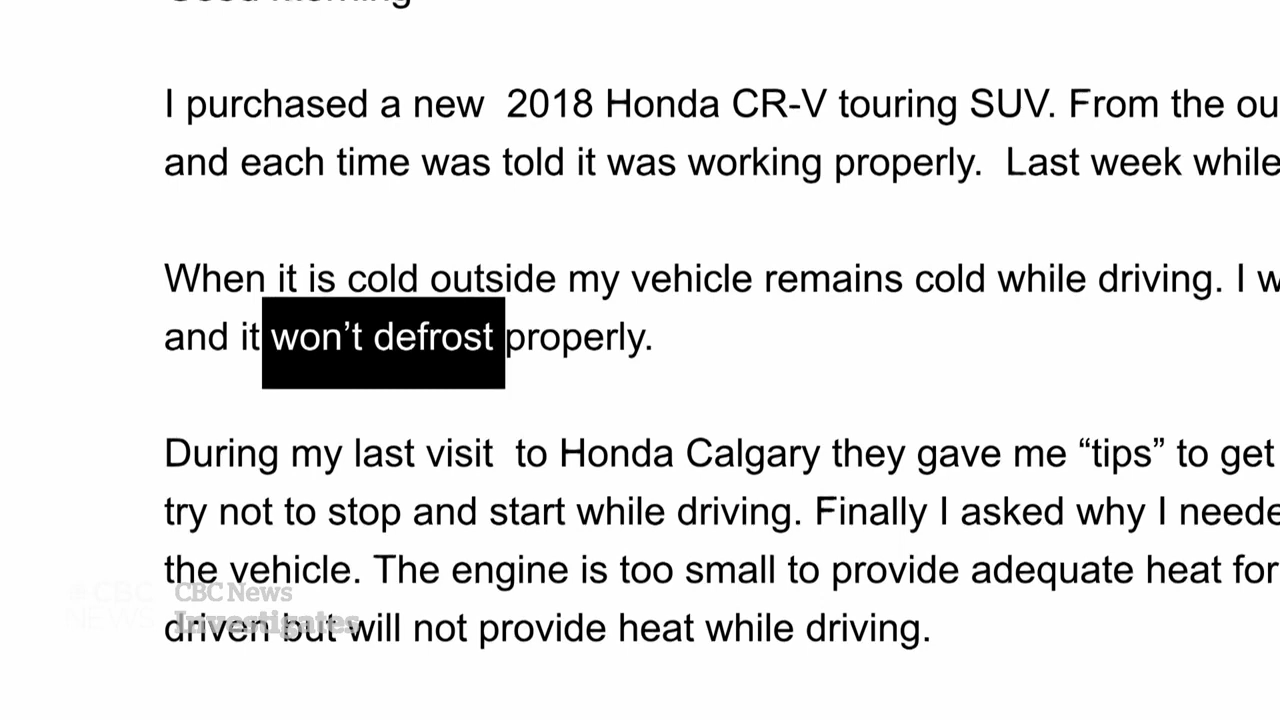 I purchased a new  2018 Honda CR-V touring SUV. From the ou
and each time was told it was working properly.  Last week while
When it is cold outside my vehicle remains cold while driving. I w
and it won’t defrost properly.
During my last visit  to Honda Calgary they gave me “tips” to get
try not to stop and start while driving. Finally I asked why I neede
the vehicle. The engine is too small to provide adequate heat for
driven but will not provide heat while driving.
CBC NEWS
CBC News
Investigates